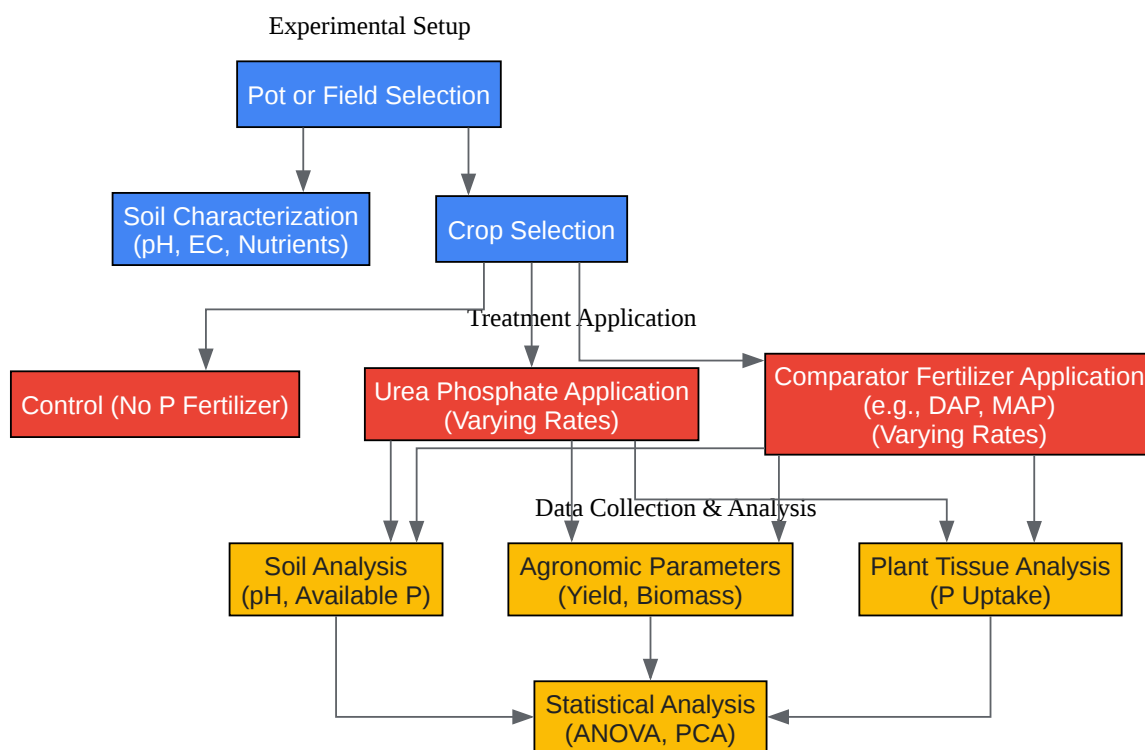 Experimental Setup
Pot or Field Selection
Soil Characterization
(pH, EC, Nutrients)
Crop Selection
Treatment Application
Control (No P Fertilizer)
Urea Phosphate Application
(Varying Rates)
Comparator Fertilizer Application
(e.g., DAP, MAP)
(Varying Rates)
Data Collection & Analysis
Soil Analysis
(pH, Available P)
Agronomic Parameters
(Yield, Biomass)
Plant Tissue Analysis
(P Uptake)
Statistical Analysis
(ANOVA, PCA)